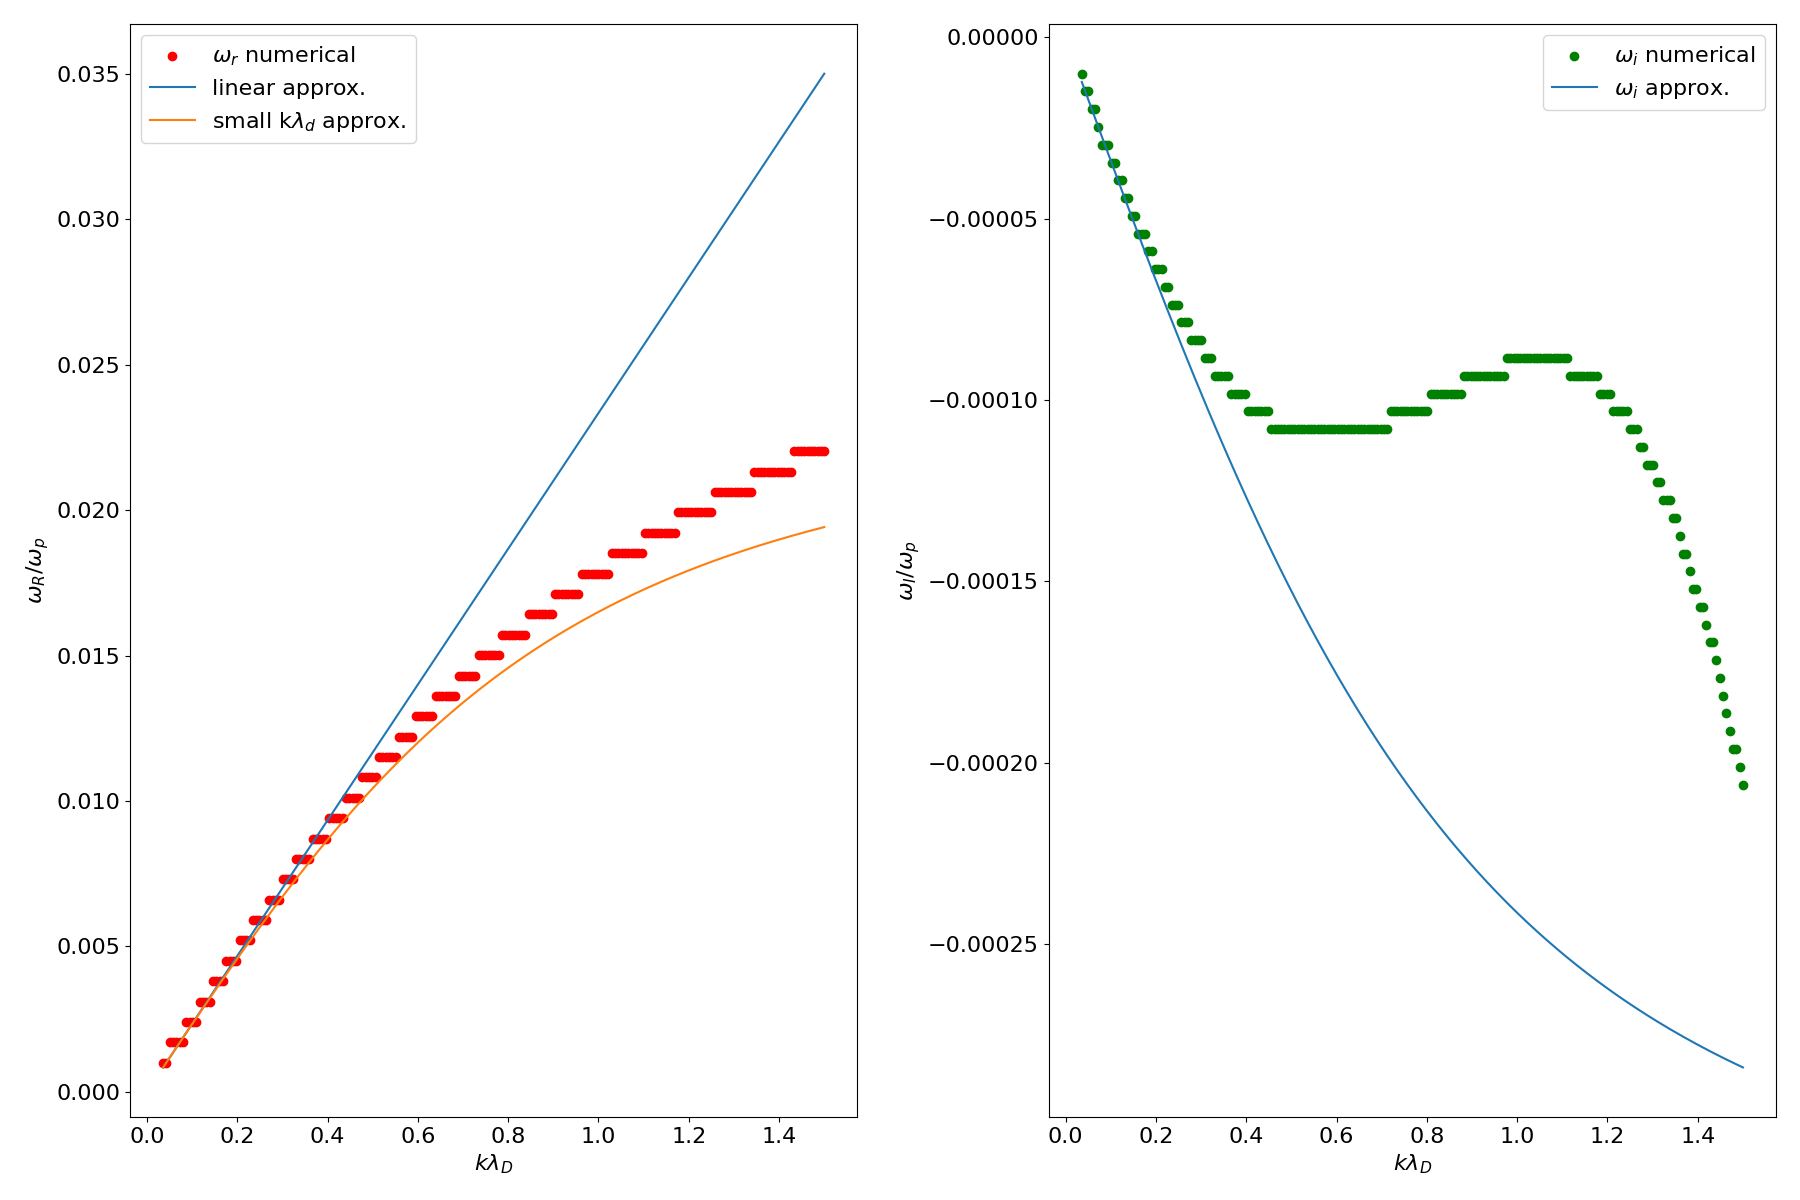 ω_r numerical
linear approx.
small kλ_d approx.
0.035
0.030
0.025
0.020
0.015
0.010
0.005
0.000
ω_R/ω_p
0.0 0.2 0.4 0.6 0.8 1.0 1.2 1.4
kλ_D
ω_i numerical
ω_i approx.
0.00000
−0.00005
−0.00010
−0.00015
−0.00020
−0.00025
ω_I/ω_p
0.0 0.2 0.4 0.6 0.8 1.0 1.2 1.4
kλ_D